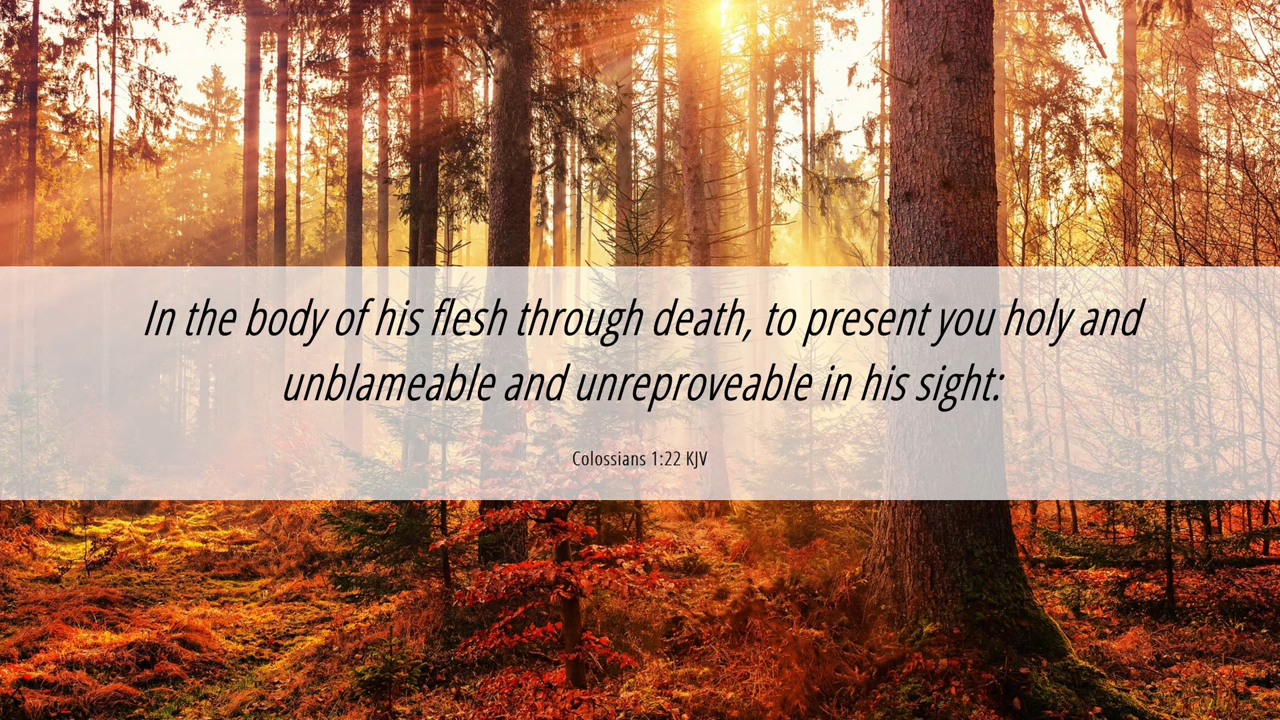 In the body of his flesh through death, to present you holy and
unblameable and unreproveable in his sight:
Colossians 1:22 KJV